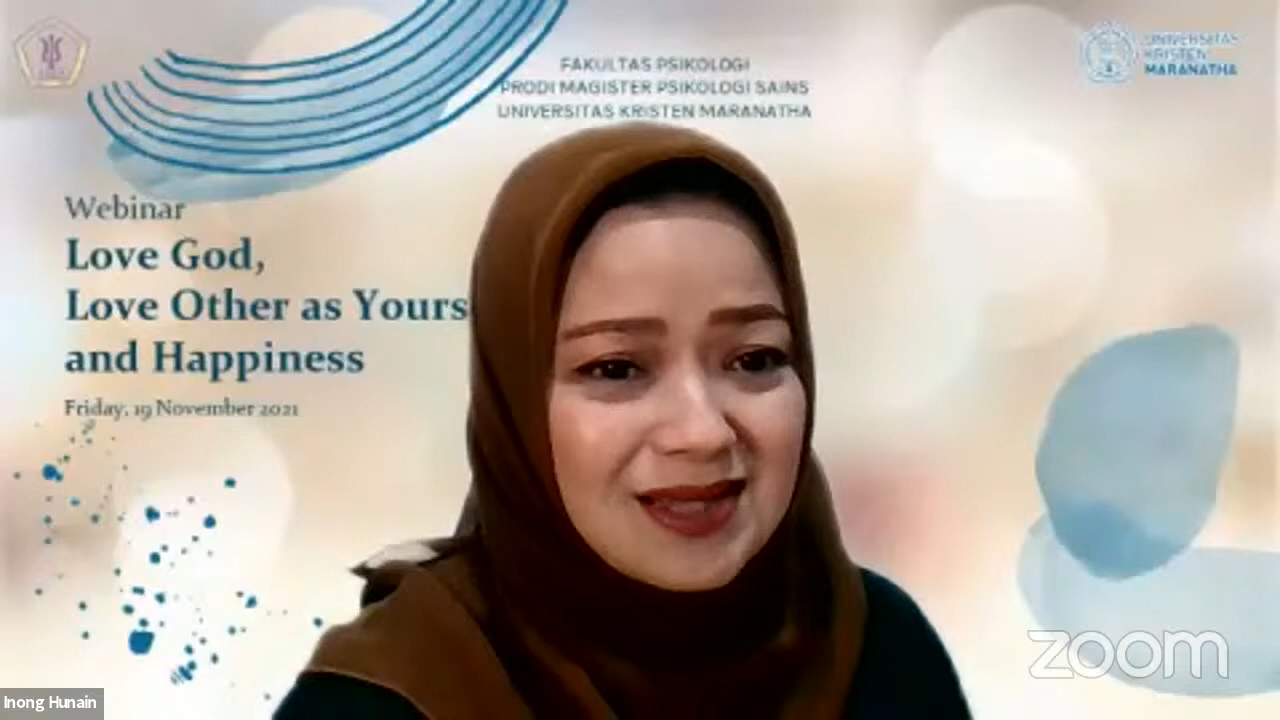 FAKULTAS PSIKOLOGI
PRODI MAGISTER PSIKOLOGI SAINS
UNIVERSITAS KRISTEN MARANATHA
UNIVERSITAS
KRISTEN
MARANATHA
Webinar
Love God,
Love Other as Yours
and Happiness
Friday, 19 November 2021
zoom
Inong Hunain